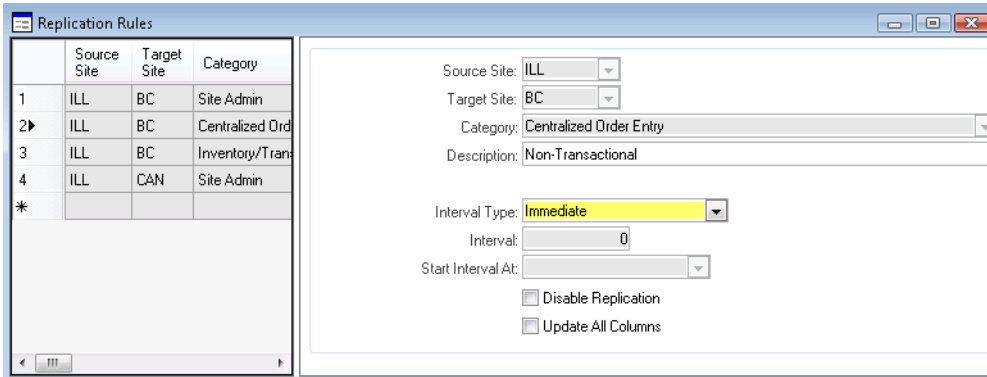 Replication Rules
Source Site Target Site Category
1 ILL BC Site Admin
2 ILL BC Centralized Ord
3 ILL BC Inventory/Tran
4 ILL CAN Site Admin
*
Source Site: ILL
Target Site: BC
Category: Centralized Order Entry
Description: Non-Transactional
Interval Type: Immediate
Interval: 0
Start Interval At:
Disable Replication
Update All Columns